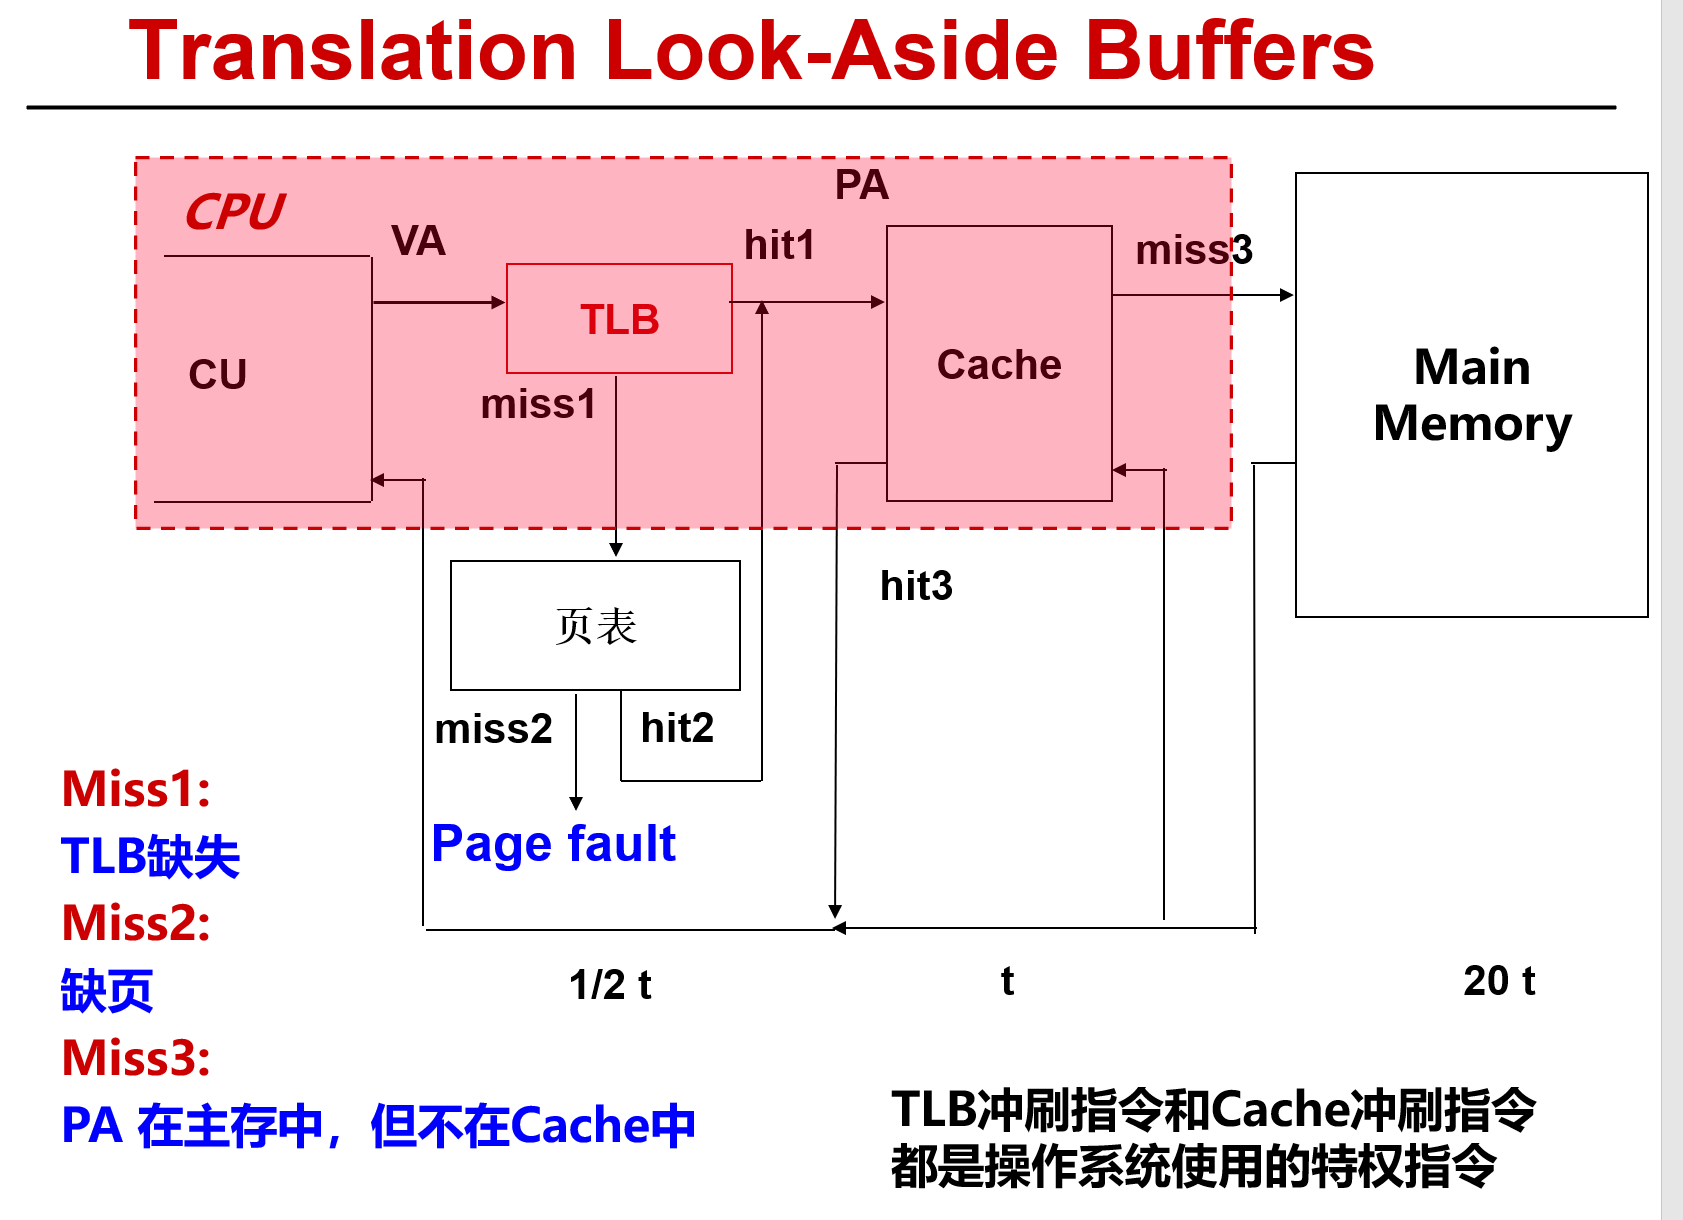 Translation Look-Aside Buffers
CPU
PA
VA
hit1
miss3
TLB
CU
Cache
Main
Memory
miss1
hit3
页表
miss2
hit2
Page fault
Miss1:
TLB缺失
Miss2:
缺页
Miss3:
PA 在主存中，但不在Cache中
1/2 t
t
20 t
TLB冲刷指令和Cache冲刷指令
都是操作系统使用的特权指令